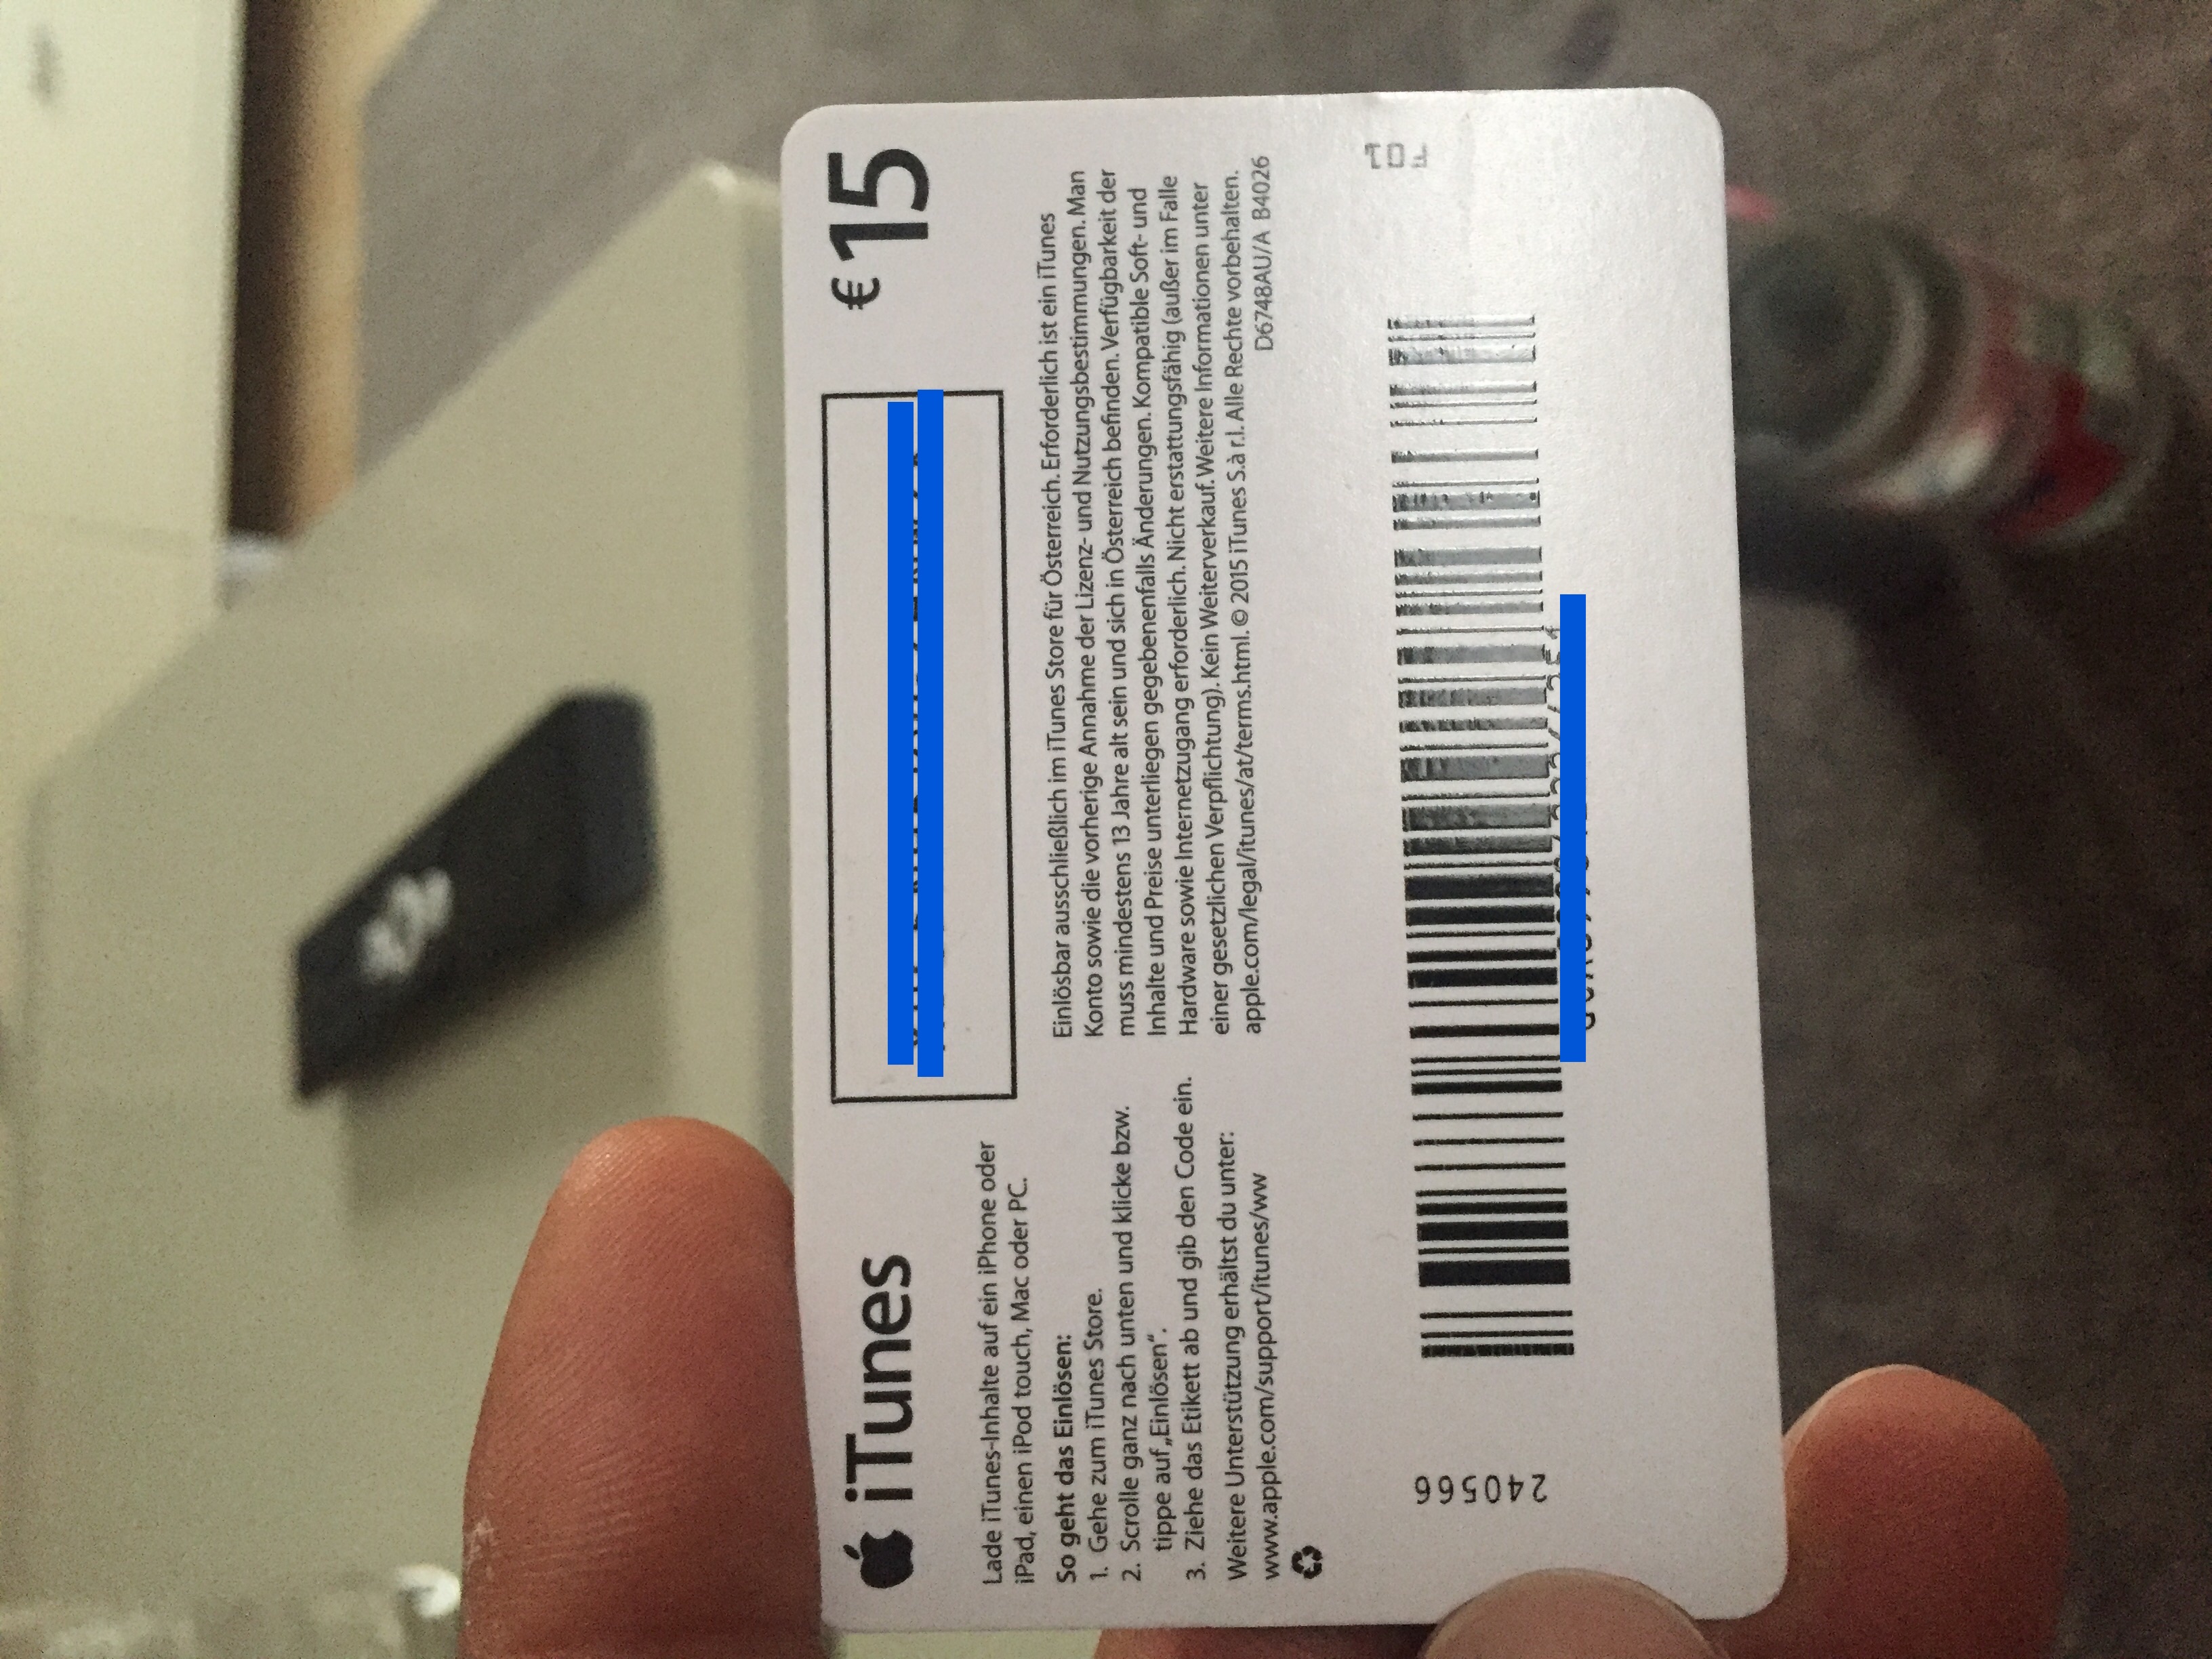 iTunes
€15
Lade iTunes-Inhalte auf ein iPhone oder
iPad, einen iPod touch, Mac oder PC.
So geht das Einlösen:
1. Gehe zum iTunes Store.
2. Scrolle ganz nach unten und klicke bzw.
tippe auf „Einlösen“.
3. Ziehe das Etikett ab und gib den Code ein.
Weitere Unterstützung erhältst du unter:
www.apple.com/support/itunes/ww
Einlösbar ausschließlich im iTunes Store für Österreich. Erforderlich ist ein iTunes
Konto sowie die vorherige Annahme der Lizenz- und Nutzungsbestimmungen. Man
muss mindestens 13 Jahre alt sein und sich in Österreich befinden. Verfügbarkeit der
Inhalte und Preise unterliegen gegebenenfalls Änderungen. Kompatible Soft- und
Hardware sowie Internetzugang erforderlich. Nicht erstattungsfähig (außer im Falle
einer gesetzlichen Verpflichtung). Kein Weiterverkauf. Weitere Informationen unter
apple.com/legal/itunes/at/terms.html. © 2015 iTunes S.à r.l. Alle Rechte vorbehalten.
D6748AU/A B4026
F01
240566